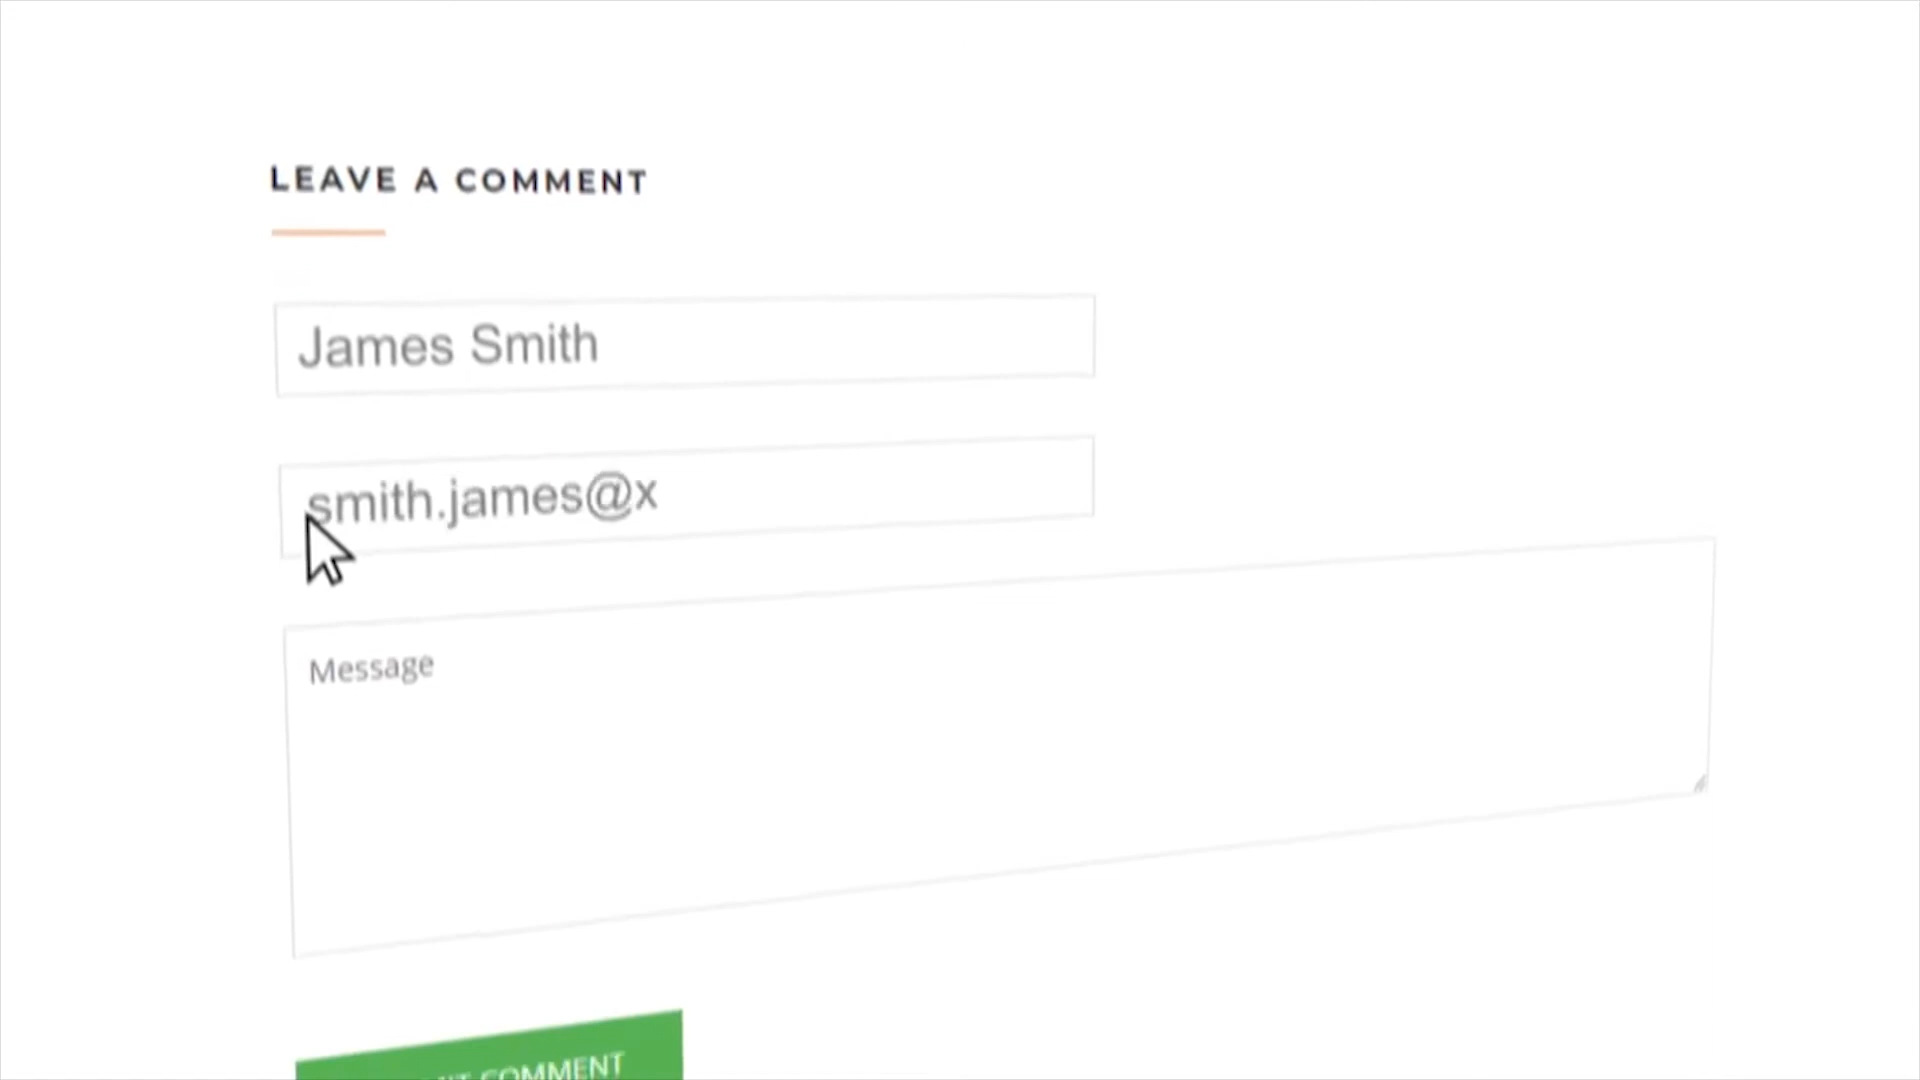 LEAVE A COMMENT
James Smith
smith.james@x
Message
COMMENT